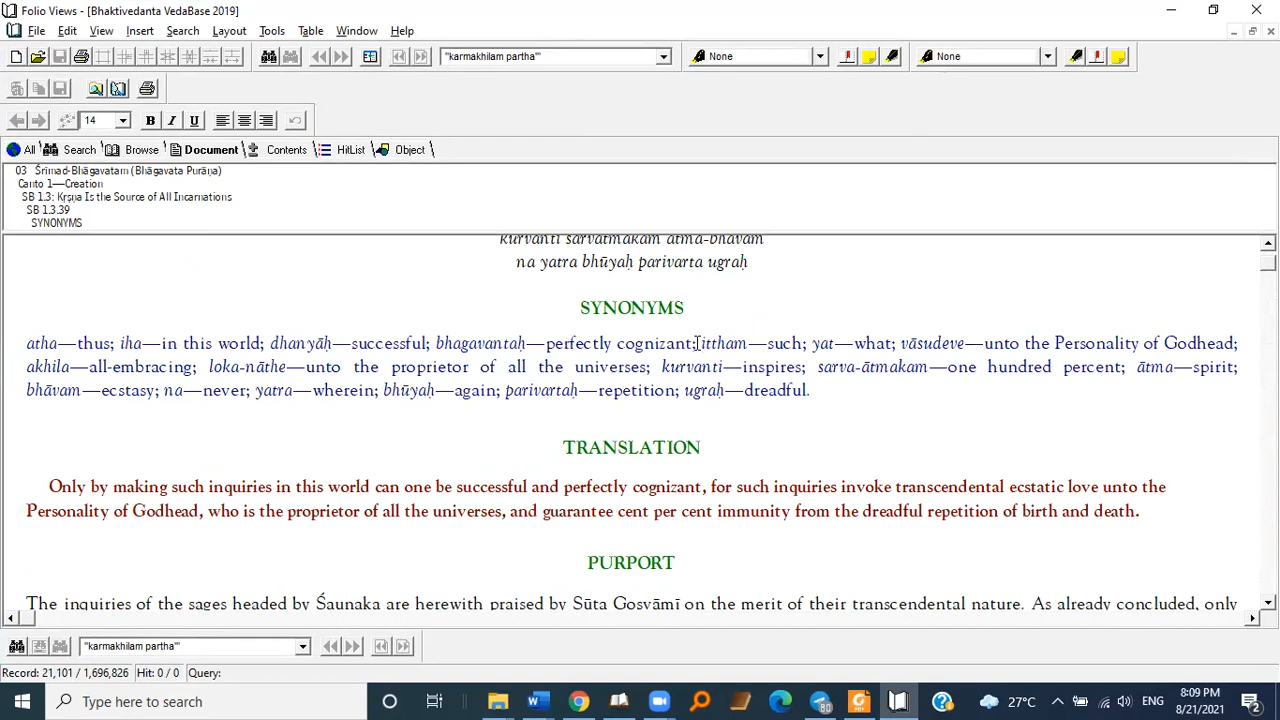 Folio Views - [Bhaktivedanta VedaBase 2019]
File Edit View Insert Search Layout Tools Table Window Help
"karmakhilam partha'" None None
14 B I U
All Search Browse Document Contents HitList Object
03 Śrīmad-Bhāgavatam (Bhāgavata Purāṇa)
Canto 1—Creation
SB 1.3: Kṛṣṇa Is the Source of All Incarnations
SB 1.3.39
SYNONYMS
kurvanti sarvātmakam ātma-bhāvaṁ
na yatra bhūyaḥ parivarta ugraḥ
SYNONYMS
atha—thus; iha—in this world; dhanyāḥ—successful; bhagavantaḥ—perfectly cognizant; ittham—such; yat—what; vāsudeve—unto the Personality of Godhead;
akhila—all-embracing; loka-nāthe—unto the proprietor of all the universes; kurvanti—inspires; sarva-ātmakam—one hundred percent; ātma—spirit;
bhāvam—ecstasy; na—never; yatra—wherein; bhūyaḥ—again; parivartaḥ—repetition; ugraḥ—dreadful.
TRANSLATION
Only by making such inquiries in this world can one be successful and perfectly cognizant, for such inquiries invoke transcendental ecstatic love unto the
Personality of Godhead, who is the proprietor of all the universes, and guarantee cent per cent immunity from the dreadful repetition of birth and death.
PURPORT
The inquiries of the sages headed by Śaunaka are herewith praised by Sūta Gosvāmī on the merit of their transcendental nature. As already concluded, only
"karmakhilam partha'"
Record: 21,101 / 1,696,826 Hit: 0 / 0 Query:
Type here to search 80 27°C ENG 8:09 PM
8/21/2021 2